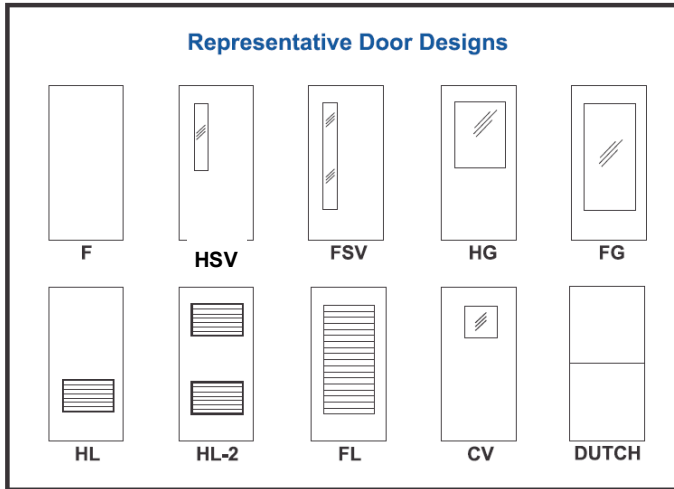 Representative Door Designs
F
HSV
FSV
HG
FG
HL
HL-2
FL
CV
DUTCH